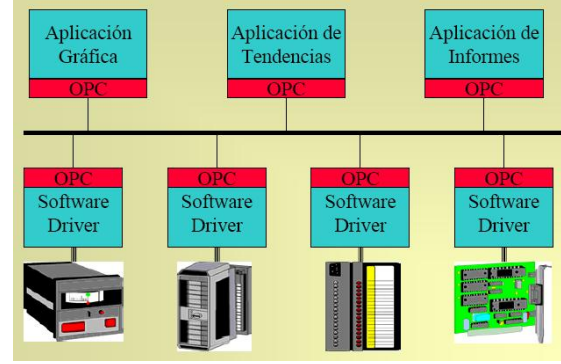 Aplicación
Gráfica
OPC
Aplicación de
Tendencias
OPC
Aplicación de
Informes
OPC
OPC
Software
Driver
OPC
Software
Driver
OPC
Software
Driver
OPC
Software
Driver